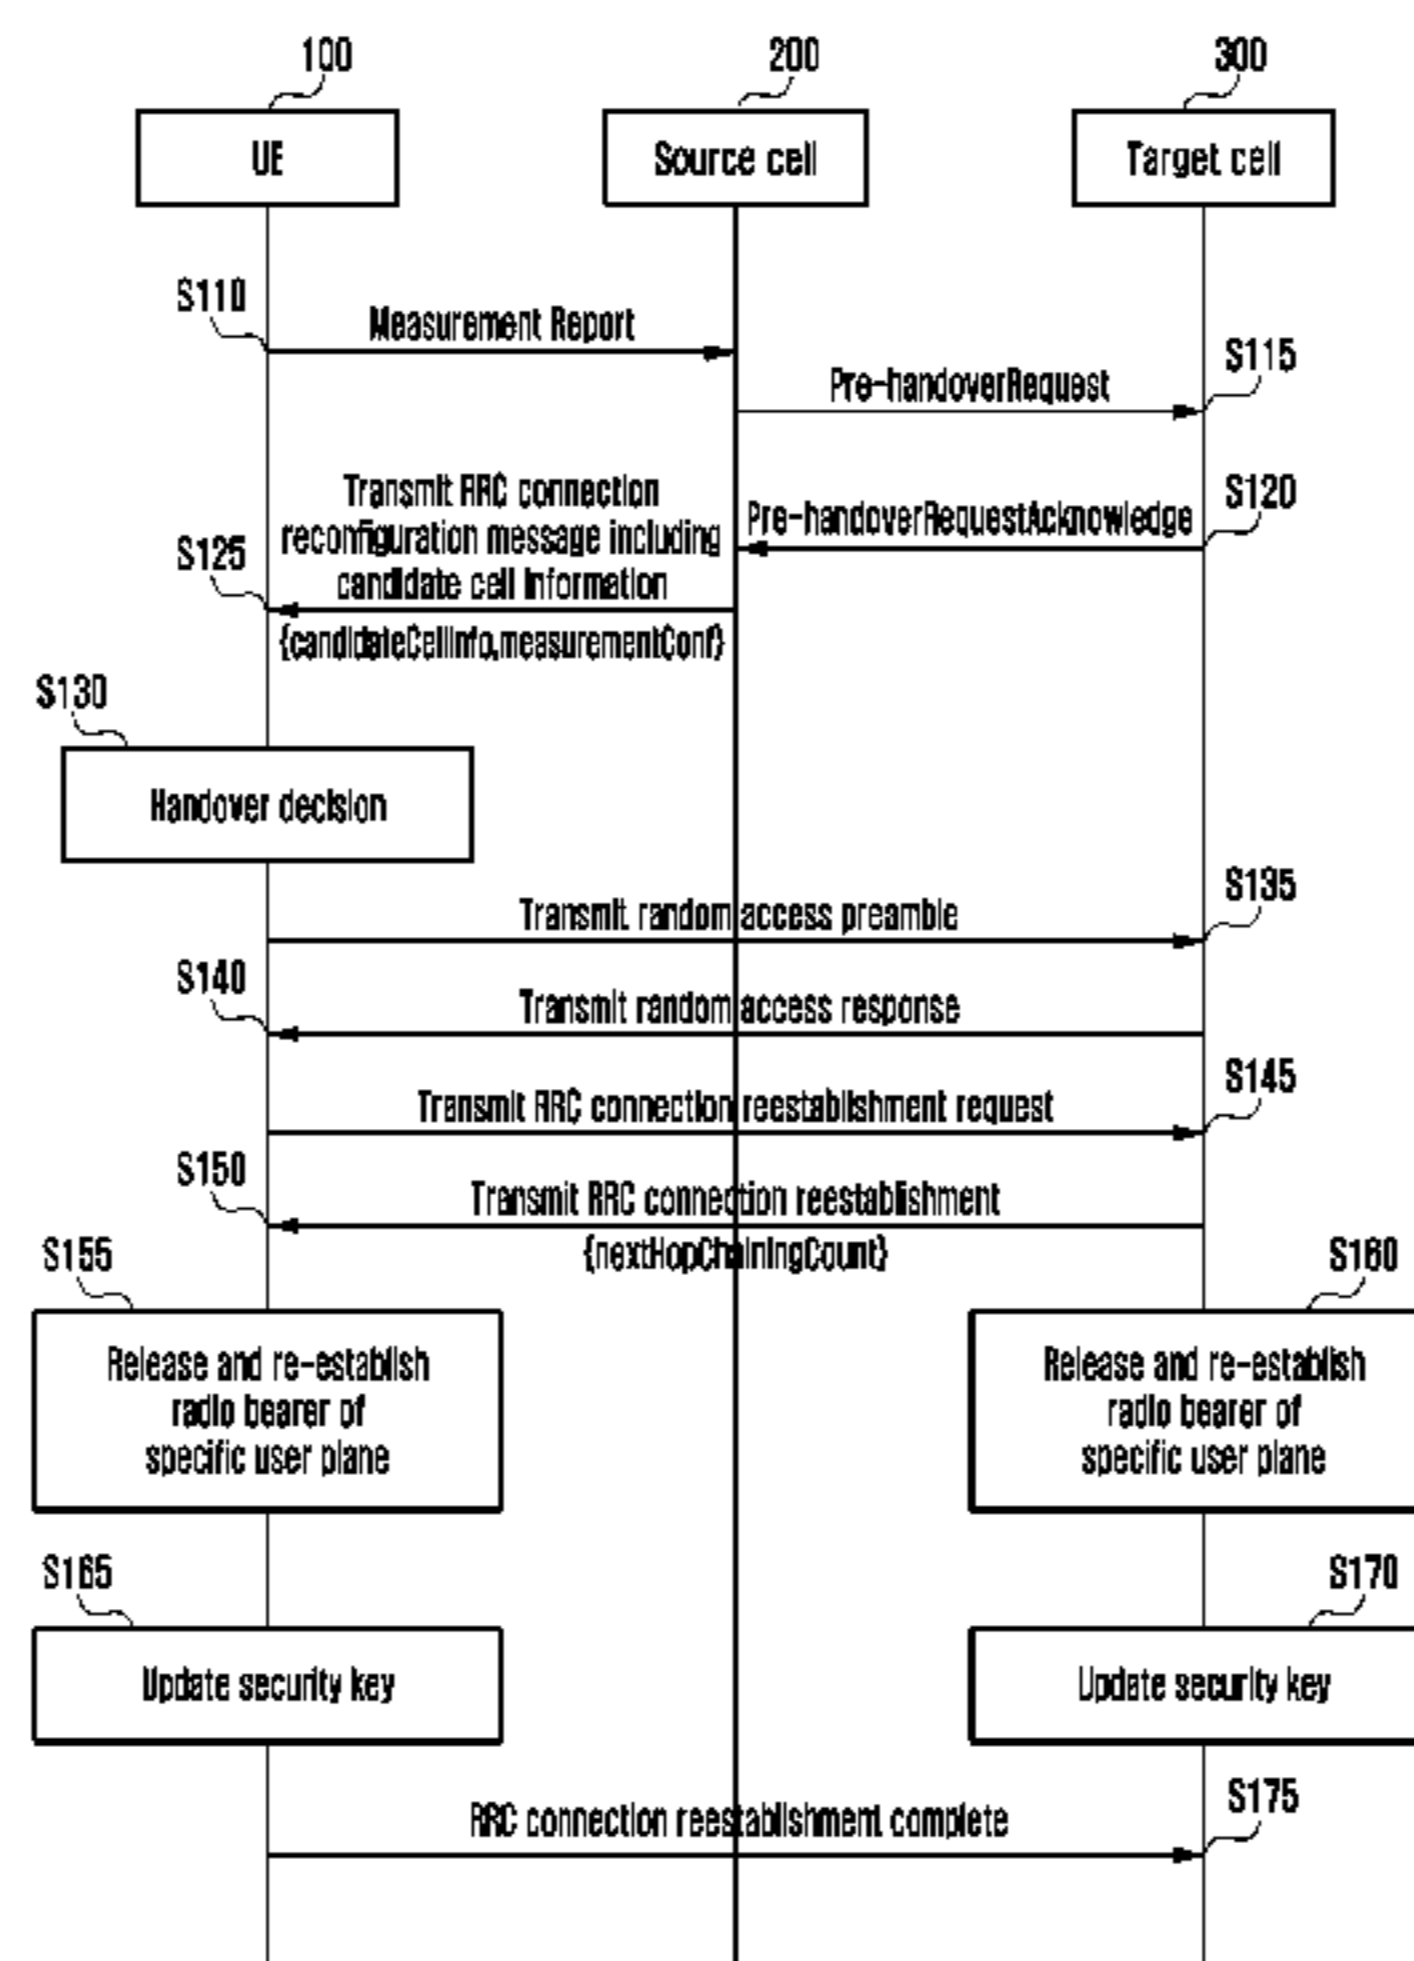 100
200
300
UE
Source cell
Target cell
S110
Measurement Report
S115
Pre-handoverRequest
Transmit RRC connection
reconfiguration message including
candidate cell information
S120
Pre-handoverRequestAcknowledge
S125
{candidateCellInfo,measurementConf}
S130
Handover decision
S135
Transmit random access preamble
S140
Transmit random access response
S145
Transmit RRC connection reestablishment request
S150
Transmit RRC connection reestablishment
{nextHopChainingCount}
S155
S160
Release and re-establish
radio bearer of
specific user plane
Release and re-establish
radio bearer of
specific user plane
S165
S170
Update security key
Update security key
S175
RRC connection reestablishment complete